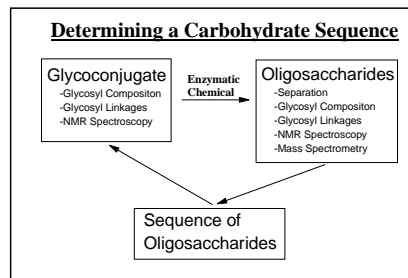 Determining a Carbohydrate Sequence
Glycoconjugate
-Glycosyl Compositon
-Glycosyl Linkages
-NMR Spectroscopy
Enzymatic
Chemical
Oligosaccharides
-Separation
-Glycosyl Compositon
-Glycosyl Linkages
-NMR Spectroscopy
-Mass Spectrometry
Sequence of
Oligosaccharides